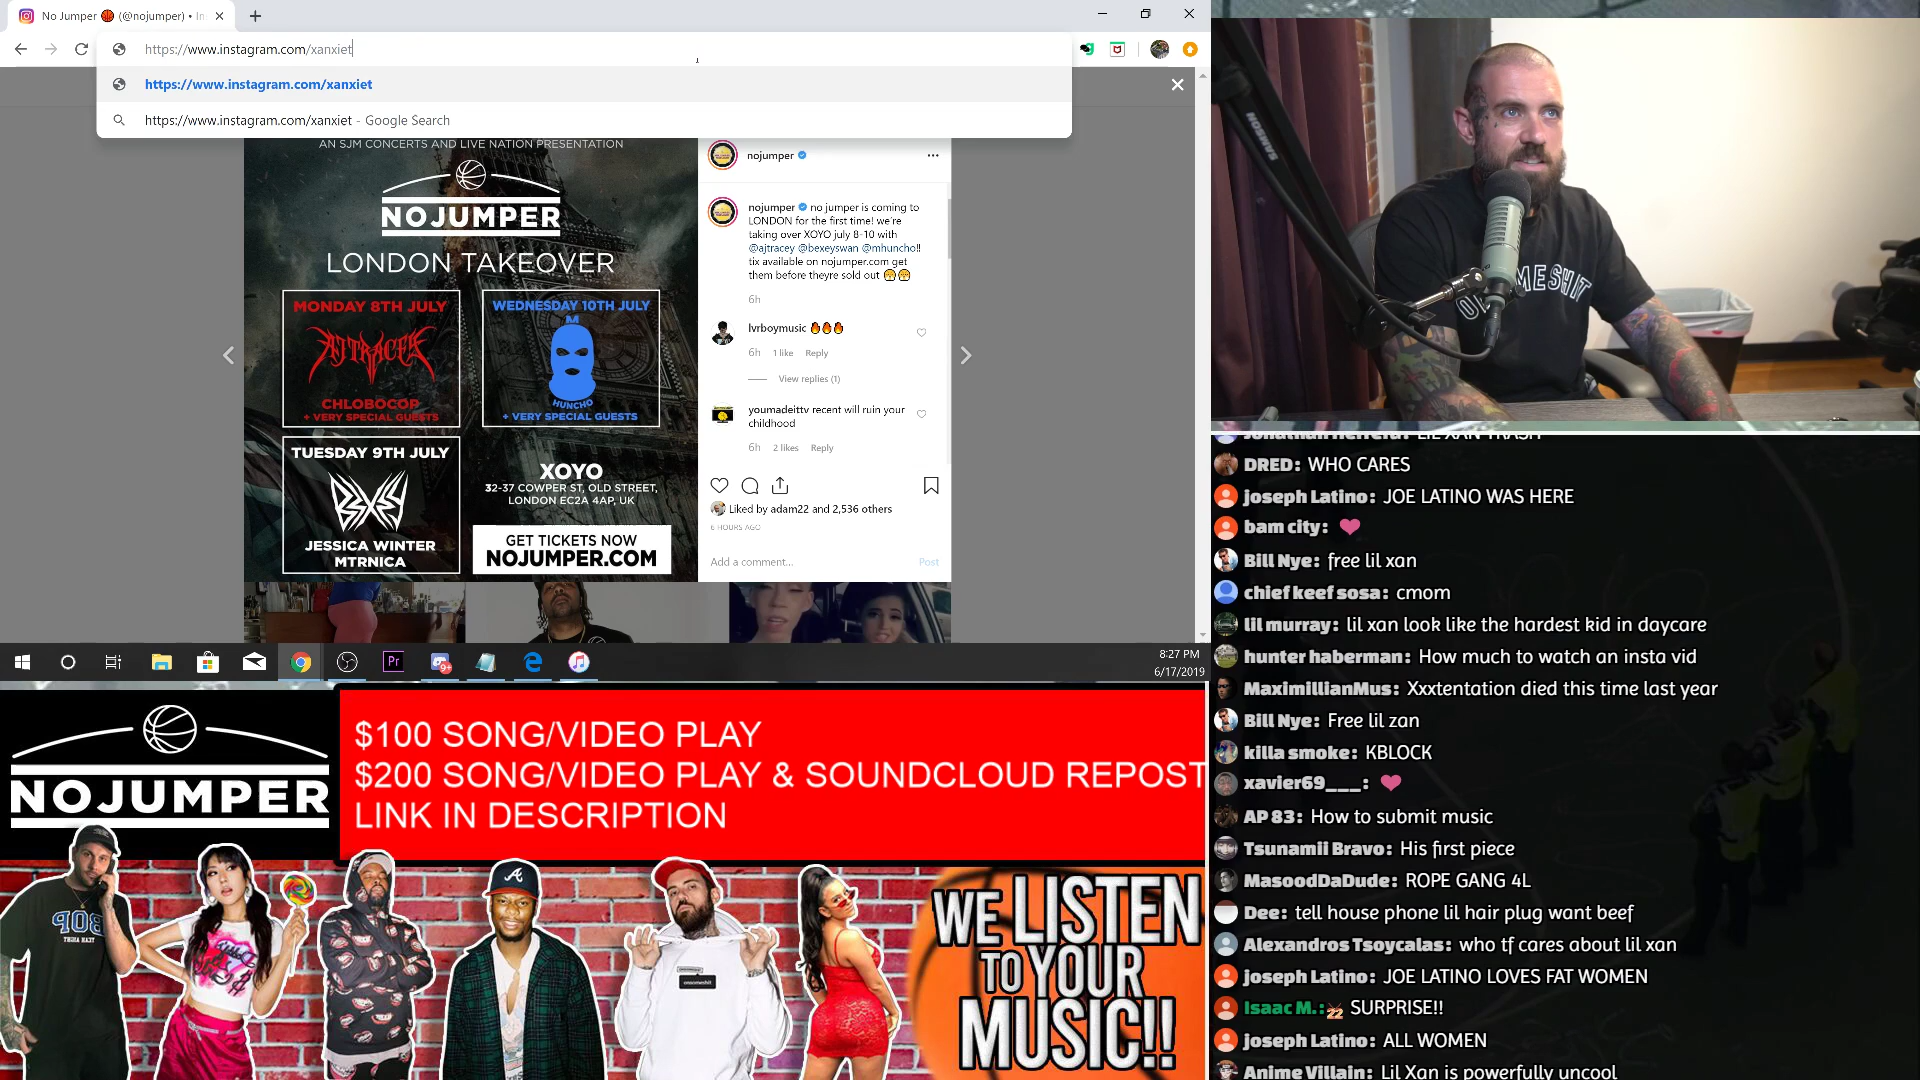 No Jumper 🏀 (@nojumper) • In
https://www.instagram.com/xanxiet
https://www.instagram.com/xanxiet
https://www.instagram.com/xanxiet - Google Search
AN SJM CONCERTS AND LIVE NATION PRESENTATION
NOJUMPER
LONDON TAKEOVER
MONDAY 8TH JULY
AJ TRACEY
CHLOBOCOP
+ VERY SPECIAL GUESTS
WEDNESDAY 10TH JULY
M
HUNCHO
+ VERY SPECIAL GUESTS
TUESDAY 9TH JULY
JESSICA WINTER
MTRNICA
XOYO
32-37 COWPER ST, OLD STREET,
LONDON EC2A 4AP, UK
GET TICKETS NOW
NOJUMPER.COM
nojumper
nojumper no jumper is coming to
LONDON for the first time! we're
taking over XOYO july 8-10 with
@ajtracey @bexeyswan @mhuncho!!
tix available on nojumper.com get
them before theyre sold out 😤😤
6h
lvrboymusic 🔥🔥🔥
6h 1 like Reply
View replies (1)
youmadeittv recent will ruin your
childhood
6h 2 likes Reply
Liked by adam22 and 2,536 others
6 HOURS AGO
Add a comment... Post
Pr
9+
8:27 PM
6/17/2019
NOJUMPER
$100 SONG/VIDEO PLAY
$200 SONG/VIDEO PLAY & SOUNDCLOUD REPOST
LINK IN DESCRIPTION
WE LISTEN
TO YOUR
MUSIC!!
SAMSON
LIL XAN TRASH
DRED: WHO CARES
joseph Latino: JOE LATINO WAS HERE
bam city: ❤
Bill Nye: free lil xan
chief keef sosa: cmom
lil murray: lil xan look like the hardest kid in daycare
hunter haberman: How much to watch an insta vid
MaximillianMus: Xxxtentation died this time last year
Bill Nye: Free lil zan
killa smoke: KBLOCK
xavier69___: ❤
AP 83: How to submit music
Tsunamii Bravo: His first piece
MasoodDaDude: ROPE GANG 4L
Dee: tell house phone lil hair plug want beef
Alexandros Tsoycalas: who tf cares about lil xan
joseph Latino: JOE LATINO LOVES FAT WOMEN
Isaac M.: SURPRISE!!
joseph Latino: ALL WOMEN
Anime Villain: Lil Xan is powerfully uncool